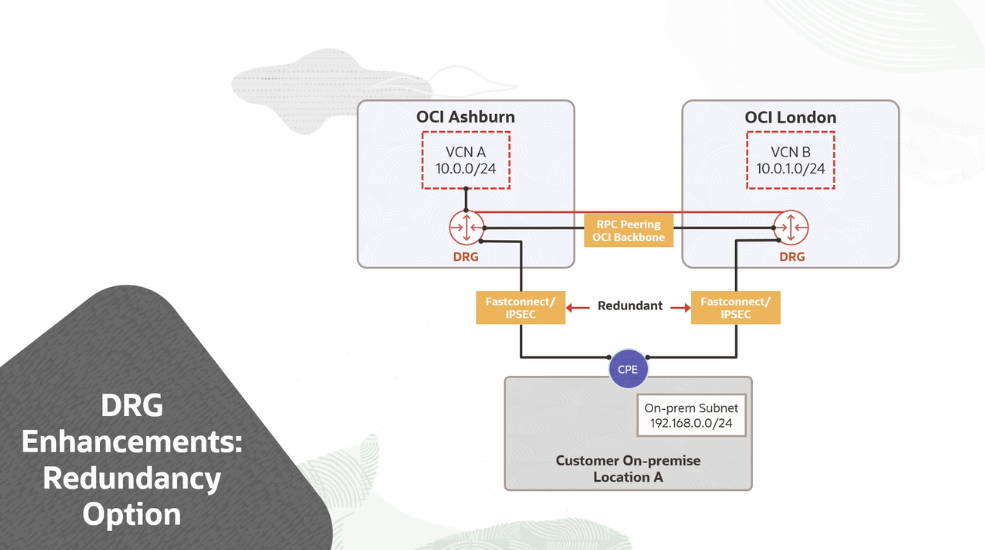 OCI Ashburn
VCN A
10.0.0/24
DRG
RPC Peering
OCI Backbone
OCI London
VCN B
10.0.1.0/24
DRG
Fastconnect/
IPSEC
Redundant
Fastconnect/
IPSEC
CPE
On-prem Subnet
192.168.0.0/24
Customer On-premise
Location A
DRG
Enhancements:
Redundancy
Option